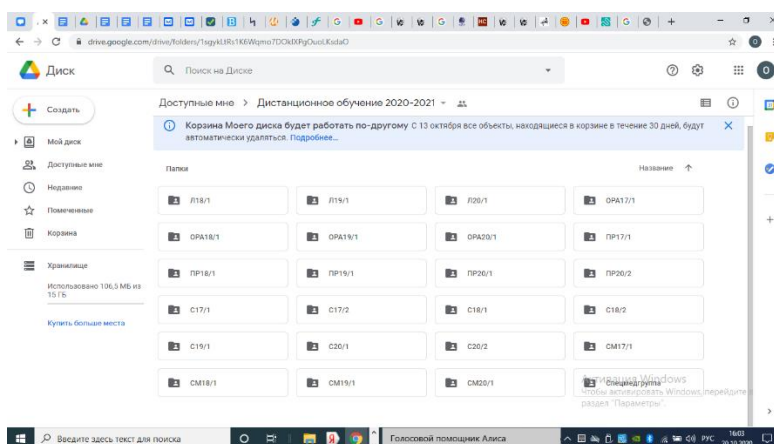 drive.google.com/drive/folders/
Диск
Поиск на Диске
Создать
Доступные мне > Дистанционное обучение 2020-2021
Корзина Моего диска будет работать по-другому С 13 октября все объекты, находящиеся в корзине в течение 30 дней, будут
автоматически удаляться. Подробнее...
Мой диск
Доступные мне
Недавние
Помеченные
Корзина
Хранилище
Использовано 106,5 МБ из
15 ГБ
Купить больше места
Папки
Название
Л18/1
Л19/1
Л20/1
ОРА17/1
ОРА18/1
ОРА19/1
ОРА20/1
ПР17/1
ПР18/1
ПР19/1
ПР20/1
ПР20/2
С17/1
С17/2
С18/1
С18/2
С19/1
С20/1
С20/2
СМ17/1
СМ18/1
СМ19/1
СМ20/1
Спецмедгруппа
Активация Windows
Чтобы активировать Windows, перейдите в
раздел "Параметры".
Введите здесь текст для поиска
Голосовой помощник Алиса
РУС
16:03
20.10.2020